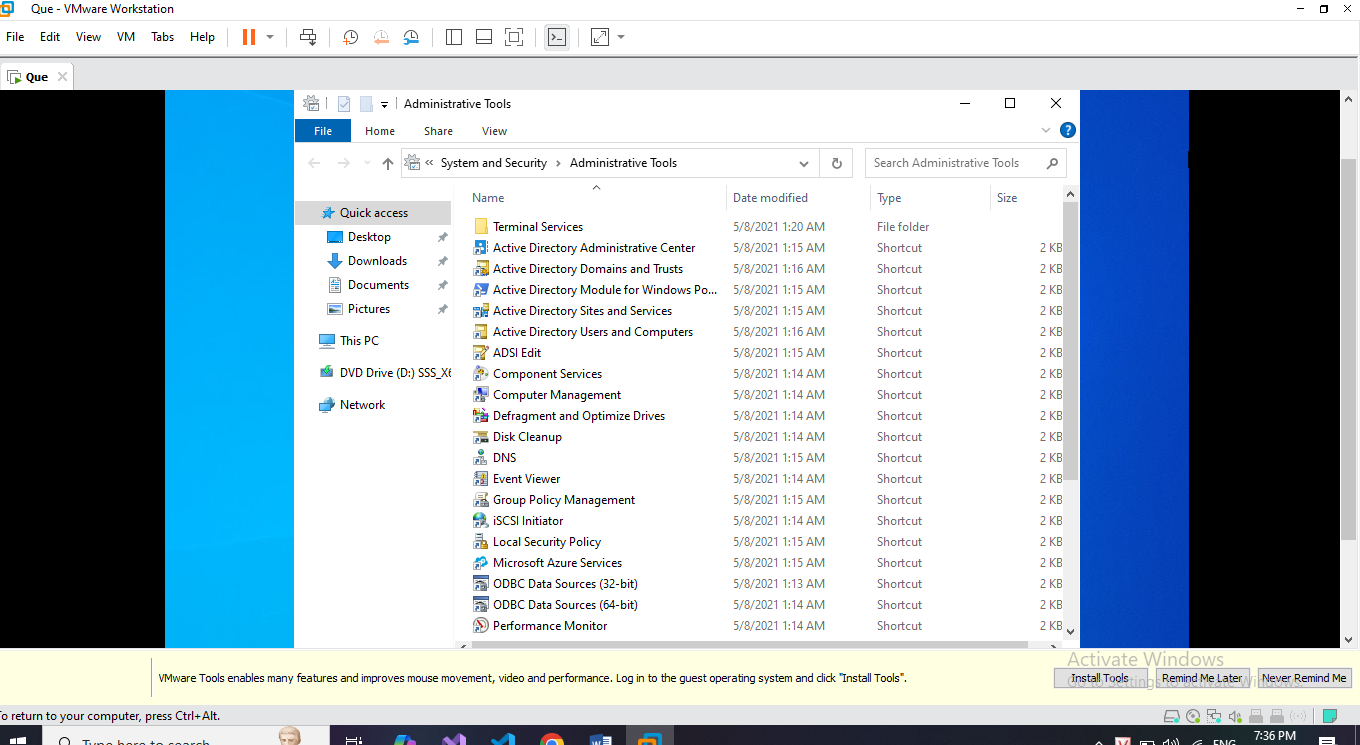 Que - VMware Workstation
File Edit View VM Tabs Help
Que
Administrative Tools
File Home Share View
System and Security Administrative Tools
Search Administrative Tools
Name Date modified Type Size
Quick access
Desktop
Downloads
Documents
Pictures
This PC
DVD Drive (D:) SSS_X6
Network
Terminal Services 5/8/2021 1:20 AM File folder
Active Directory Administrative Center 5/8/2021 1:15 AM Shortcut 2 KB
Active Directory Domains and Trusts 5/8/2021 1:16 AM Shortcut 2 KB
Active Directory Module for Windows Po... 5/8/2021 1:15 AM Shortcut 2 KB
Active Directory Sites and Services 5/8/2021 1:15 AM Shortcut 2 KB
Active Directory Users and Computers 5/8/2021 1:16 AM Shortcut 2 KB
ADSI Edit 5/8/2021 1:15 AM Shortcut 2 KB
Component Services 5/8/2021 1:14 AM Shortcut 2 KB
Computer Management 5/8/2021 1:14 AM Shortcut 2 KB
Defragment and Optimize Drives 5/8/2021 1:14 AM Shortcut 2 KB
Disk Cleanup 5/8/2021 1:14 AM Shortcut 2 KB
DNS 5/8/2021 1:15 AM Shortcut 2 KB
Event Viewer 5/8/2021 1:14 AM Shortcut 2 KB
Group Policy Management 5/8/2021 1:15 AM Shortcut 2 KB
iSCSI Initiator 5/8/2021 1:14 AM Shortcut 2 KB
Local Security Policy 5/8/2021 1:15 AM Shortcut 2 KB
Microsoft Azure Services 5/8/2021 1:15 AM Shortcut 2 KB
ODBC Data Sources (32-bit) 5/8/2021 1:13 AM Shortcut 2 KB
ODBC Data Sources (64-bit) 5/8/2021 1:14 AM Shortcut 2 KB
Performance Monitor 5/8/2021 1:14 AM Shortcut 2 KB
Activate Windows
Go to Settings to activate Windows.
VMware Tools enables many features and improves mouse movement, video and performance. Log in to the guest operating system and click "Install Tools".
Install Tools Remind Me Later Never Remind Me
To return to your computer, press Ctrl+Alt.
Type here to search
ENG
7:36 PM